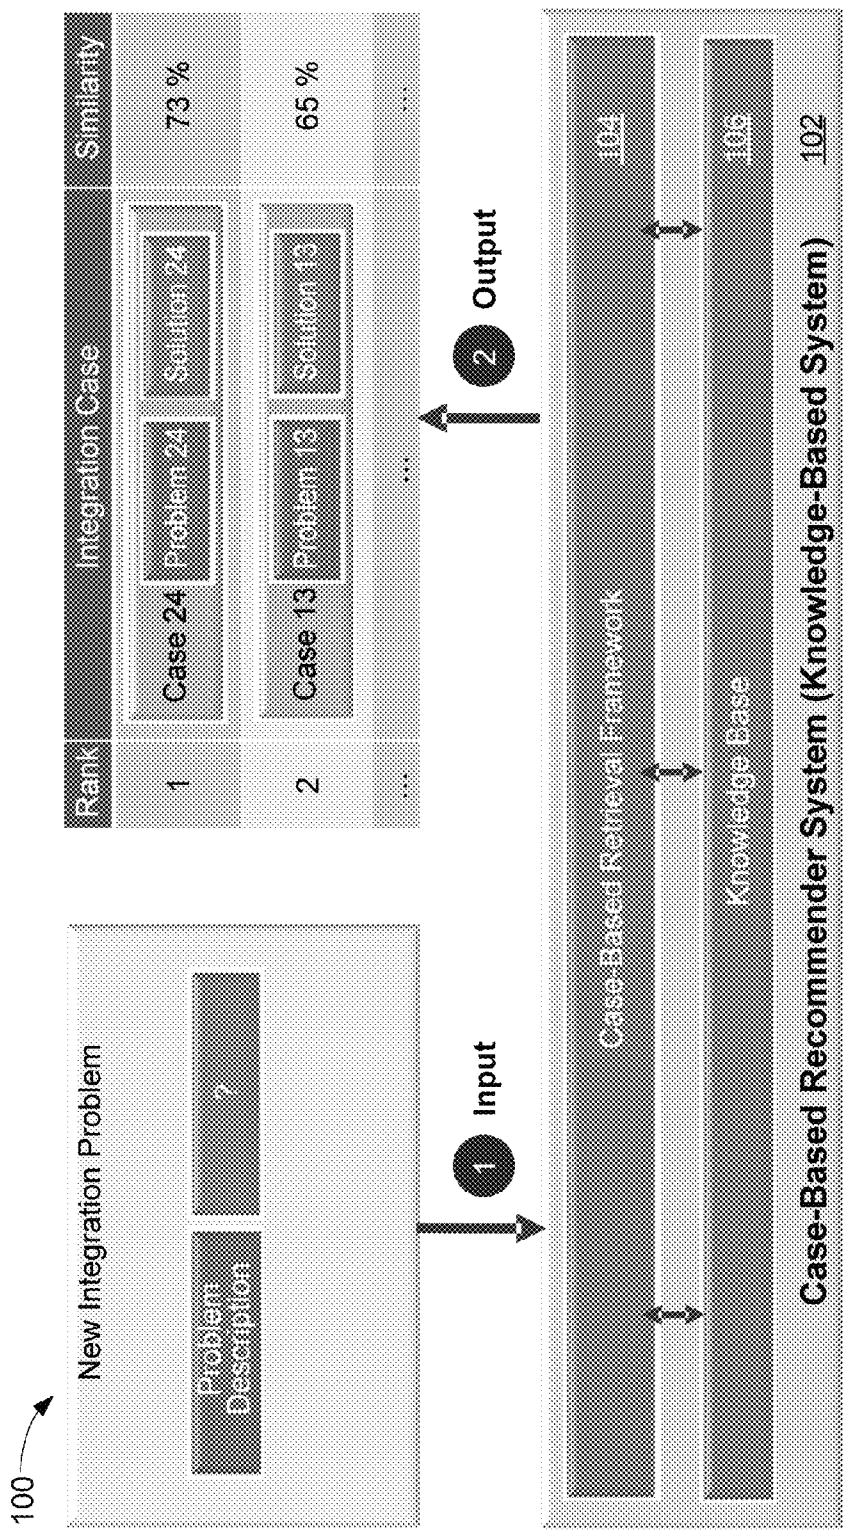 100
New Integration Problem
Problem
Description
?
1
Input
Rank
Integration Case
Similarity
1
Case 24
Problem 24
Solution 24
73 %
2
Case 13
Problem 13
Solution 13
65 %
...
...
...
2
Output
Case-Based Retrieval Framework
104
Knowledge Base
106
Case-Based Recommender System (Knowledge-Based System)
102